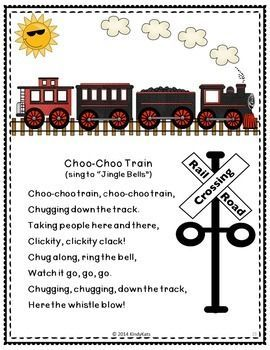 Choo-Choo Train
(sing to "Jingle Bells")
Choo-choo train, choo-choo train,
Chugging down the track.
Taking people here and there,
Clickity, clickity clack!
Chug along, ring the bell,
Watch it go, go, go.
Chugging, chugging, down the track,
Here the whistle blow!
Rail
Crossing
Road
© 2014 KindyKats